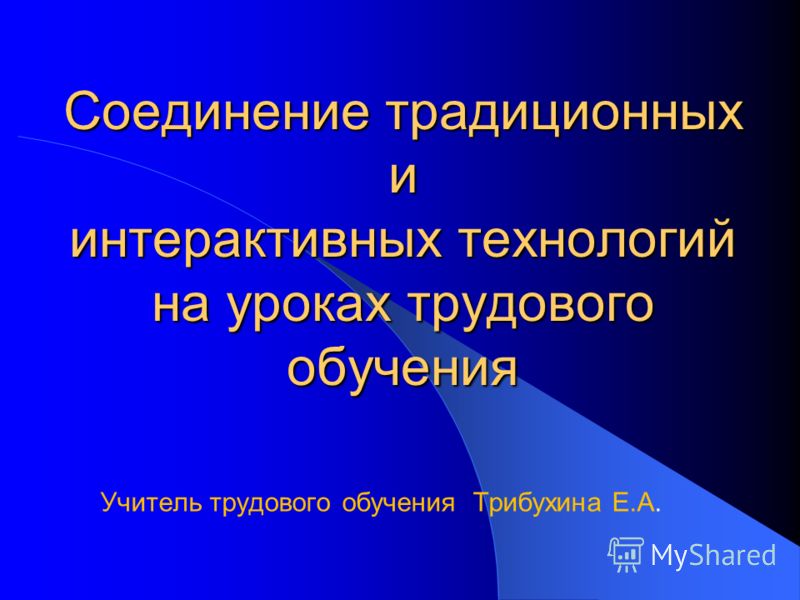 Соединение традиционных
и
интерактивных технологий
на уроках трудового
обучения
Учитель трудового обучения Трибухина Е.А.
MyShared